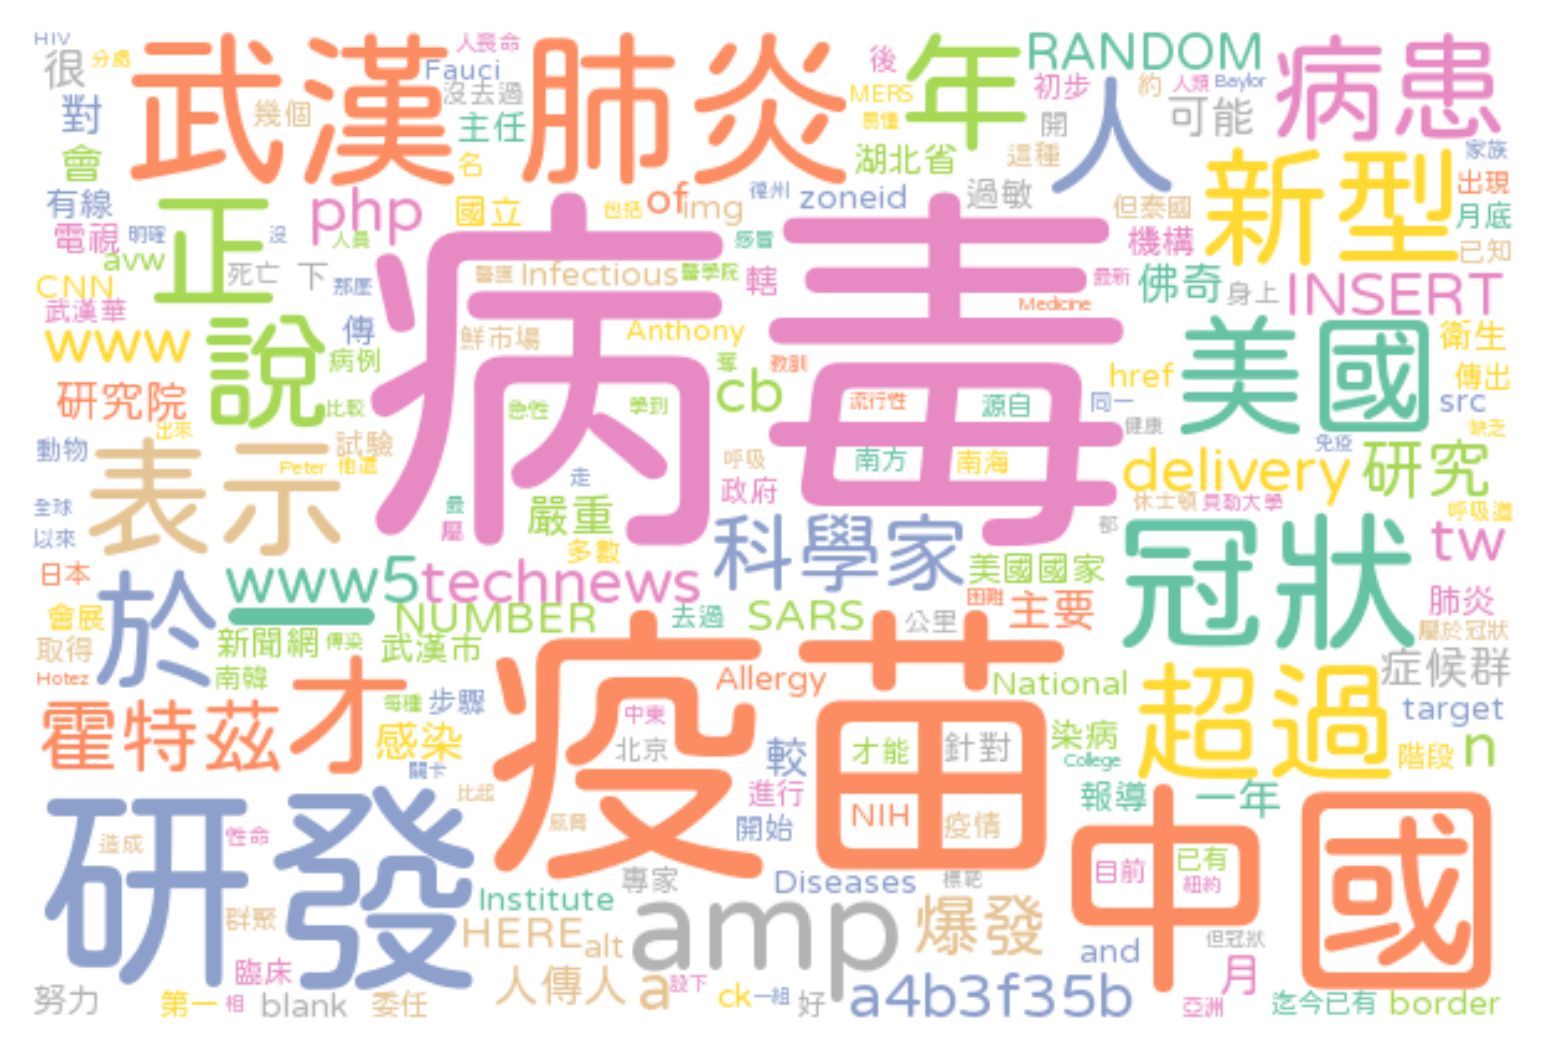 HIV
分處
武漢
肺炎
人喪命
Fauci
沒去過
後
年
RANDOM
病患
很
對
幾個
主任
MERS
易懂
初步
約
人類
Baylor
開
可能
人
會
名
湖北省
這種
新型
家族
出現
有線
正
php
國立
包括
of
img
德州
zoneid
過敏
但泰國
月底
電視
明確
沒
人員
感冒
機構
已知
avw
死亡
下
那麼
醫護
Infectious
醫學院
轄
最新
佛奇
身上
INSERT
CNN
武漢華
傳
病毒
Medicine
www
說
病例
鮮市場
Anthony
美國
衛生
研究院
比較
急性
學到
奪
cb
教訓
流行性
源自
href
同一
傳出
src
健康
缺乏
出來
動物
表示
試驗
Peter
他還
走
呼吸
南方
南海
免疫
delivery
研究
全球
最
屬
嚴重
政府
休士頓
貝勒大學
呼吸道
以來
多數
科學家
都
冠狀
tw
日本
於
www
5
technews
美國國家
會展
一
NUMBER
去過
SARS
公里
困難
主要
肺炎
取得
新聞網
傳染
武漢市
屬於冠狀
Hotez
南韓
才
每種
步驟
疫苗
Allergy
National
超過
症候群
target
霍特茲
感染
中東
北京
較
才能
針對
染病
College
階段
n
關卡
比起
進行
報導
一年
研發
造成
性命
威脅
開始
NIH
疫情
中國
目前
已有
紐約
專家
Diseases
標靶
群聚
Institute
HERE
alt
amp
爆發
and
但冠狀
臨床
人傳人
a
設下
月
努力
第一
相
blank
委任
ck
一組
好
a4b3f35b
亞洲
迄今已有
border